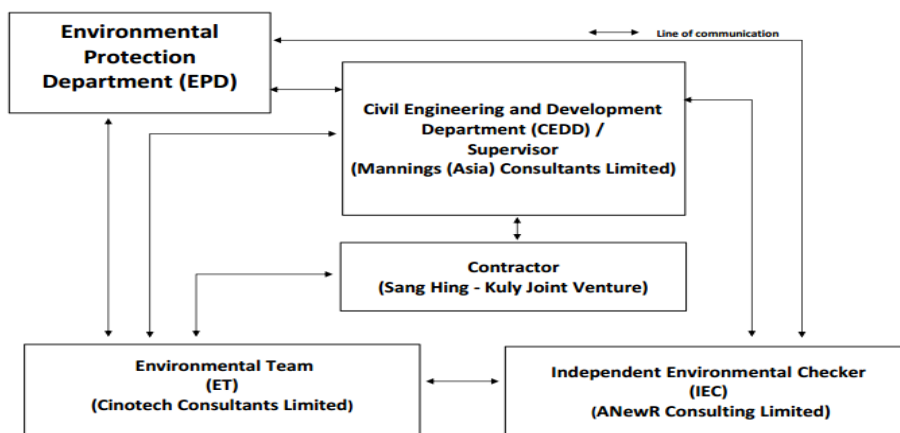 Environmental
Protection
Department (EPD)
Line of communication
Civil Engineering and Development
Department (CEDD) /
Supervisor
(Mannings (Asia) Consultants Limited)
Contractor
(Sang Hing - Kuly Joint Venture)
Environmental Team
(ET)
(Cinotech Consultants Limited)
Independent Environmental Checker
(IEC)
(ANewR Consulting Limited)